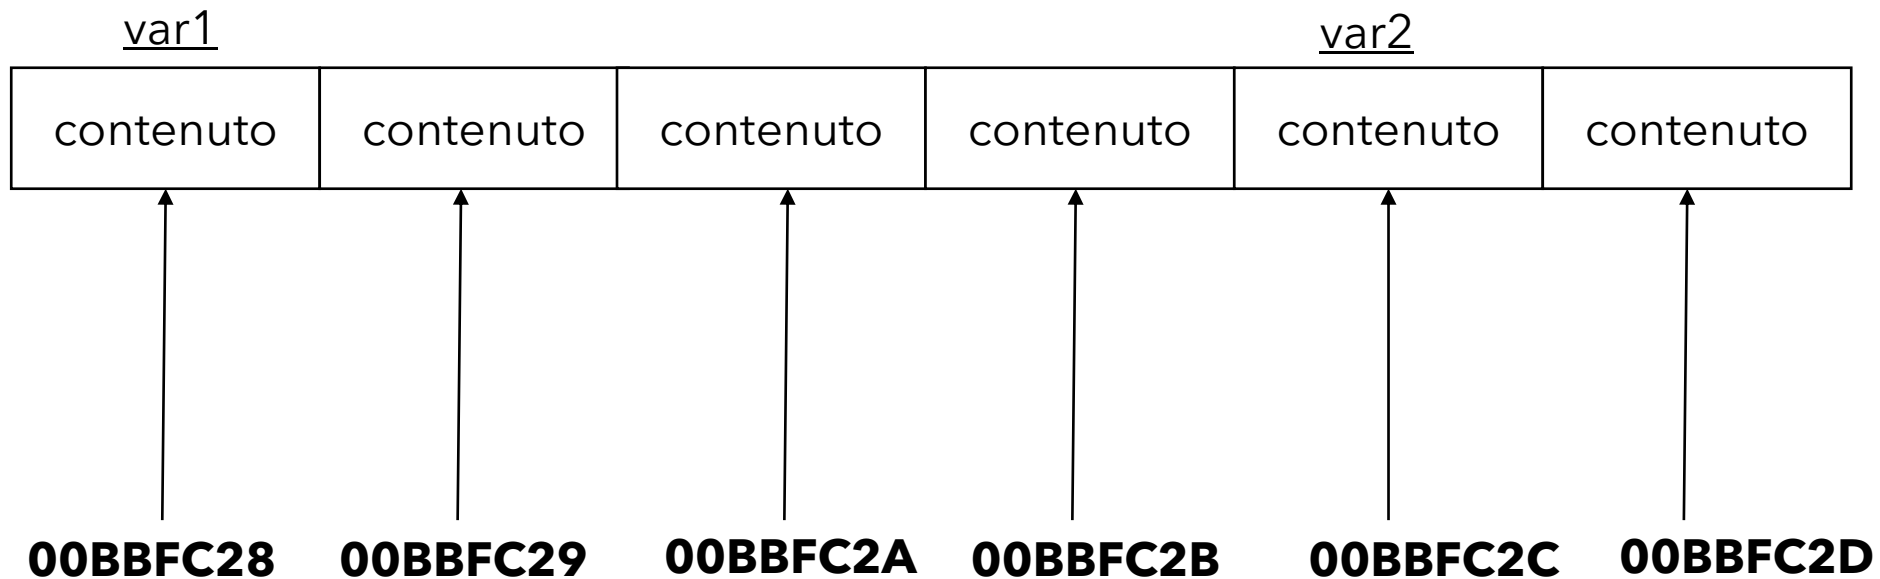 var1 var2
contenuto contenuto contenuto contenuto contenuto contenuto
00BBFC28 00BBFC29 00BBFC2A 00BBFC2B 00BBFC2C 00BBFC2D